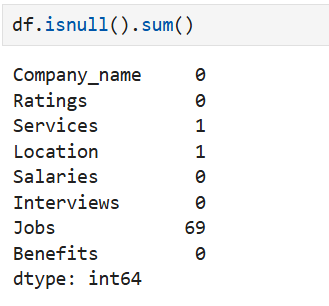 df.isnull().sum()
Company_name 0
Ratings 0
Services 1
Location 1
Salaries 0
Interviews 0
Jobs 69
Benefits 0
dtype: int64